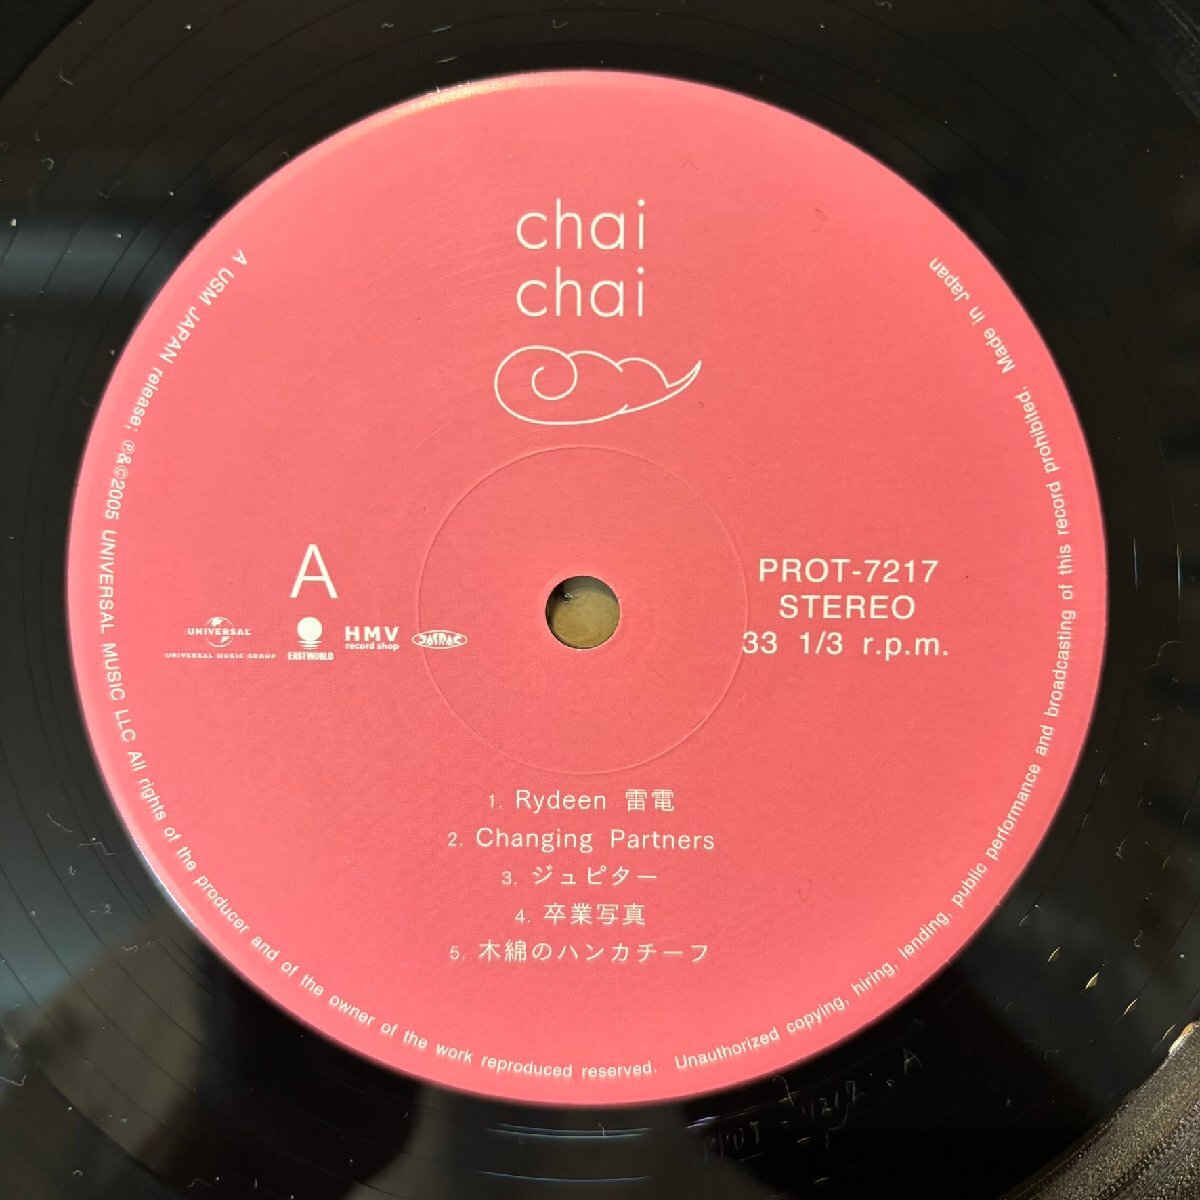 chai
chai
A
UNIVERSAL
UNIVERSAL MUSIC GROUP
EASTWORLD
HMV
record shop
JASRAC
PROT-7217
STEREO
33 1/3 r.p.m.
1. Rydeen 雷電
2. Changing Partners
3. ジュピター
4. 卒業写真
5. 木綿のハンカチーフ
A USM JAPAN release; ℗&©2005 UNIVERSAL MUSIC LLC All rights of the producer and of the owner of the work reproduced reserved. Unauthorized copying, hiring, lending, public performance and broadcasting of this record prohibited. Made in Japan